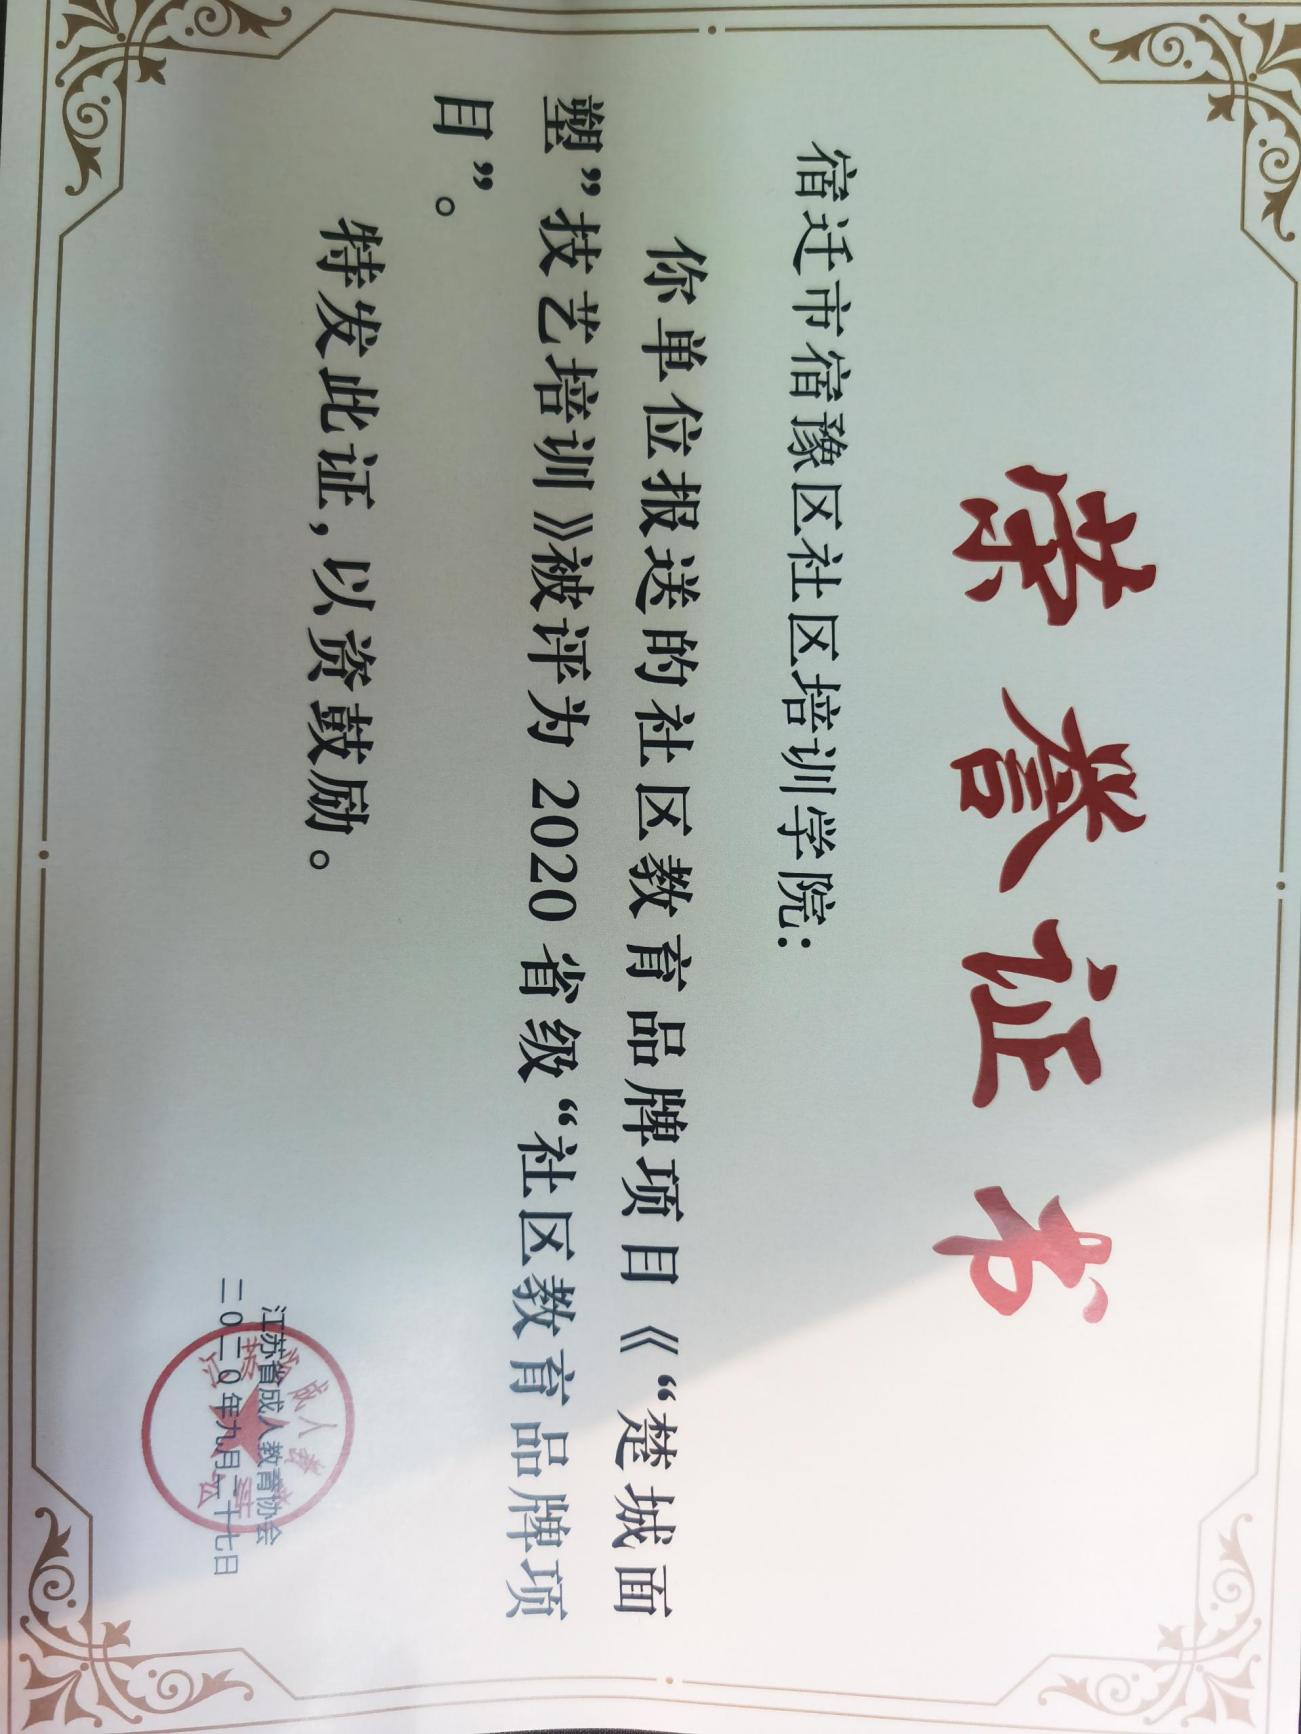 荣誉证书
宿迁市宿豫区社区培训学院：
你单位报送的社区教育品牌项目《“楚城面
塑”技艺培训》被评为 2020 省级“社区教育品牌项
目”。
特发此证，以资鼓励。
江苏省成人教育协会
二〇二〇年九月二十七日